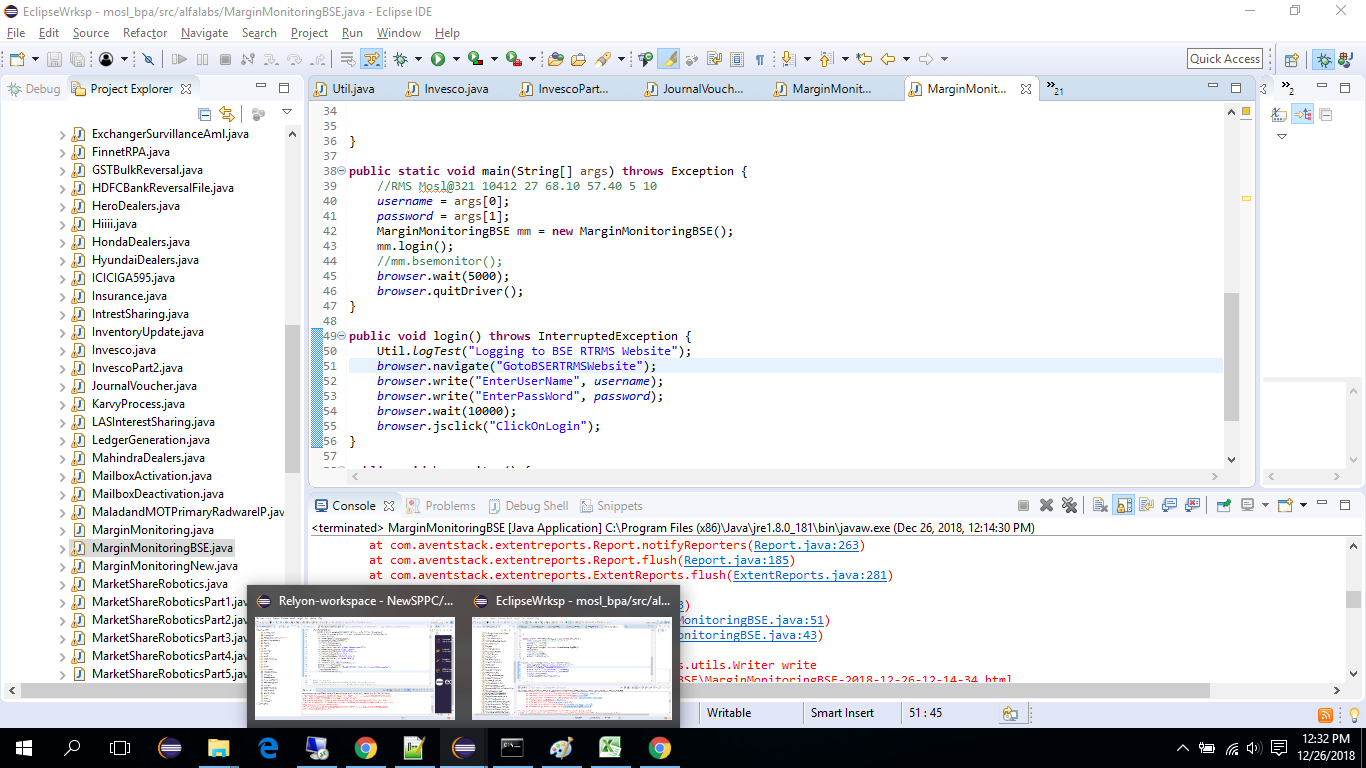 EclipseWrksp - mosl_bpa/src/alfalabs/MarginMonitoringBSE.java - Eclipse IDE
File Edit Source Refactor Navigate Search Project Run Window Help
Quick Access
Debug Project Explorer
Util.java Invesco.java InvescoPart... JournalVouch... MarginMonit... MarginMonit... »21
»2
ExchangerSurvillanceAml.java
FinnetRPA.java
GSTBulkReversal.java
HDFCBankReversalFile.java
HeroDealers.java
Hiiii.java
HondaDealers.java
HyundaiDealers.java
ICICIGA595.java
Insurance.java
IntrestSharing.java
InventoryUpdate.java
Invesco.java
InvescoPart2.java
JournalVoucher.java
KarvyProcess.java
LASInterestSharing.java
LedgerGeneration.java
MahindraDealers.java
MailboxActivation.java
MailboxDeactivation.java
MaladandMOTPrimaryRadwareIP.java
MarginMonitoring.java
MarginMonitoringBSE.java
MarginMonitoringNew.java
MarketShareRobotics.java
MarketShareRoboticsPart1.java
MarketShareRoboticsPart2
MarketShareRoboticsPart3
MarketShareRoboticsPart4.java
MarketShareRoboticsPart5.java
34
35
36 }
37
38 public static void main(String[] args) throws Exception {
39 //RMS Mosl@321 10412 27 68.10 57.40 5 10
40 username = args[0];
41 password = args[1];
42 MarginMonitoringBSE mm = new MarginMonitoringBSE();
43 mm.login();
44 //mm.bsemonitor();
45 browser.wait(5000);
46 browser.quitDriver();
47 }
48
49 public void login() throws InterruptedException {
50 Util.logTest("Logging to BSE RTRMS Website");
51 browser.navigate("GotoBSERTRMSWebsite");
52 browser.write("EnterUserName", username);
53 browser.write("EnterPassWord", password);
54 browser.wait(10000);
55 browser.jsclick("ClickOnLogin");
56 }
57
Console Problems Debug Shell Snippets
<terminated> MarginMonitoringBSE [Java Application] C:\Program Files (x86)\Java\jre1.8.0_181\bin\javaw.exe (Dec 26, 2018, 12:14:30 PM)
at com.aventstack.extentreports.Report.notifyReporters(Report.java:263)
at com.aventstack.extentreports.Report.flush(Report.java:185)
at com.aventstack.extentreports.ExtentReports.flush(ExtentReports.java:281)
3)
MonitoringBSE.java:51)
onitoringBSE.java:43)
s.utils.Writer write
BSE\MarginMonitoringBSE-2018-12-26-12-14-34.html
Relyon-workspace - NewSPPC/... EclipseWrksp - mosl_bpa/src/al...
Writable Smart Insert 51 : 45
12:32 PM
12/26/2018